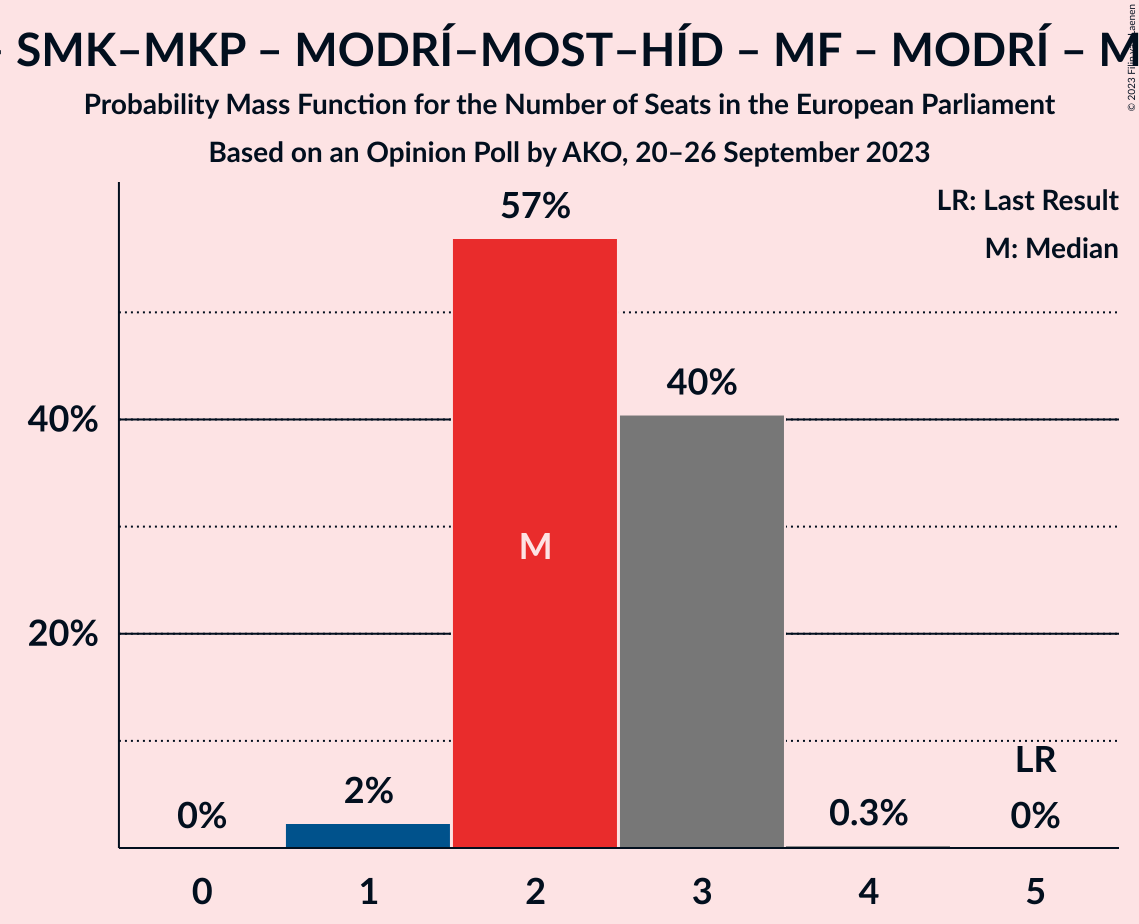 – SMK–MKP – MODRÍ–MOST–HÍD – MF – MODRÍ – M
Probability Mass Function for the Number of Seats in the European Parliament
Based on an Opinion Poll by AKO, 20–26 September 2023
LR: Last Result
M: Median
57%
40%
40%
M
20%
LR
0%
2%
0.3%
0%
0
1
2
3
4
5
© 2023 Filip